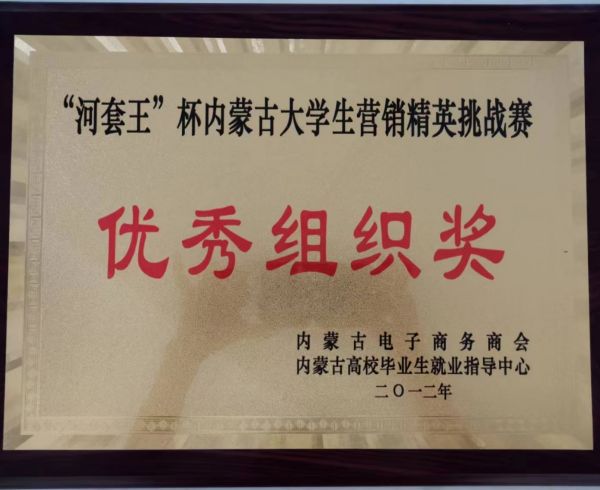 “河套王”杯内蒙古大学生营销精英挑战赛
优秀组织奖
内蒙古电子商务商会
内蒙古高校毕业生就业指导中心
二〇一二年